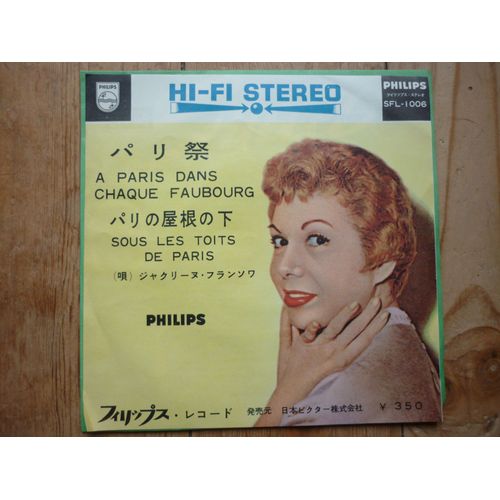 PHILIPS
HI-FI STEREO
PHILIPS
フイリップス・ステレオ
SFL-1006
パリ祭
A PARIS DANS
CHAQUE FAUBOURG
パリの屋根の下
SOUS LES TOITS
DE PARIS
(唄) ジャクリーヌ・フランソワ
PHILIPS
フィリップス・レコード 発売元 日本ビクター株式会社 ¥350